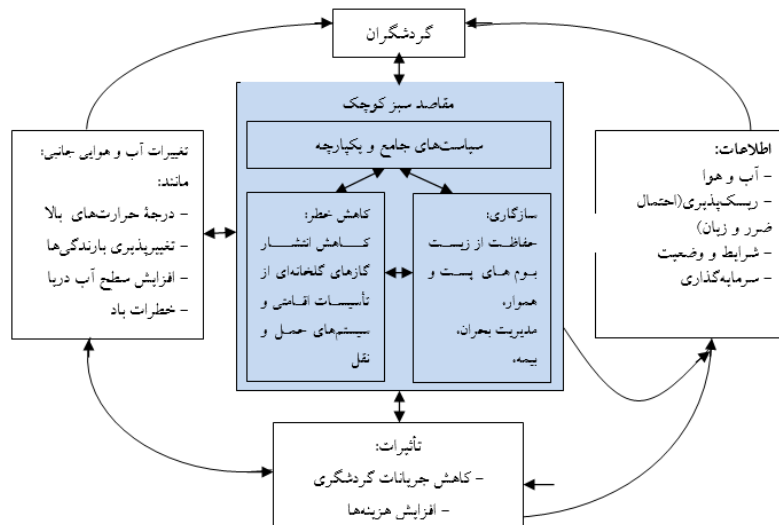 گردشگران
مقاصد سبز کوچک
سیاست‌های جامع و یکپارچه
اطلاعات:
- آب و هوا
- ریسک‌پذیری(احتمال
ضرر و زیان)
- شرایط و وضعیت
- سرمایه‌گذاری
سازگاری:
حفاظت از زیست
بوم های پست و
هموار،
مدیریت بحران،
بیمه،
کاهش خطر:
کاهش انتشار
گازهای گلخانه‌ای از
تأسیسات اقامتی و
سیستم‌های حمل و
نقل
تغییرات آب و هوایی جانبی:
مانند:
- درجۀ حرارت‌های بالا
- تغییرپذیری بارندگی‌ها
- افزایش سطح آب دریا
- خطرات باد
تأثیرات:
- کاهش جریانات گردشگری
- افزایش هزینه‌ها